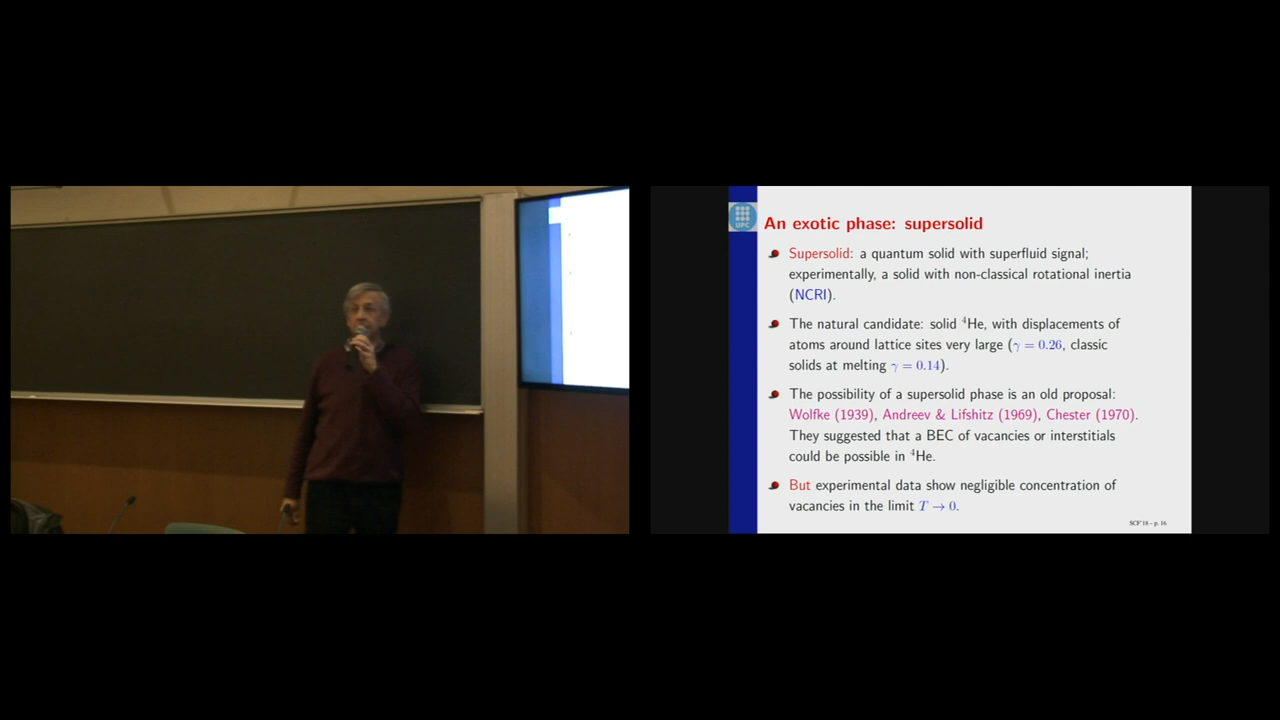 UPC
An exotic phase: supersolid
Supersolid: a quantum solid with superfluid signal;
experimentally, a solid with non-classical rotational inertia
(NCRI).
The natural candidate: solid ⁴He, with displacements of
atoms around lattice sites very large (γ = 0.26, classic
solids at melting γ = 0.14).
The possibility of a supersolid phase is an old proposal:
Wolfke (1939), Andreev & Lifshitz (1969), Chester (1970).
They suggested that a BEC of vacancies or interstitials
could be possible in ⁴He.
But experimental data show negligible concentration of
vacancies in the limit T → 0.
SCF'18 – p. 16